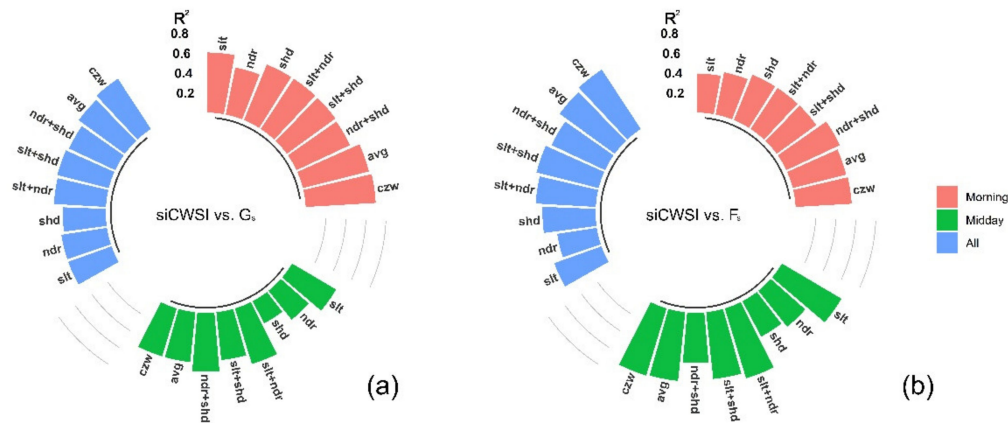 R²
0.8
0.6
0.4
0.2
slt
ndr
shd
slt+ndr
slt+shd
ndr+shd
avg
czw
slt
ndr
shd
slt+ndr
slt+shd
ndr+shd
avg
czw
slt
ndr
shd
slt+ndr
slt+shd
ndr+shd
avg
czw
siCWSI vs. Gₛ
(a)
R²
0.8
0.6
0.4
0.2
slt
ndr
shd
slt+ndr
slt+shd
ndr+shd
avg
czw
slt
ndr
shd
slt+ndr
slt+shd
ndr+shd
avg
czw
slt
ndr
shd
slt+ndr
slt+shd
ndr+shd
avg
czw
siCWSI vs. Fₛ
(b)
Morning
Midday
All